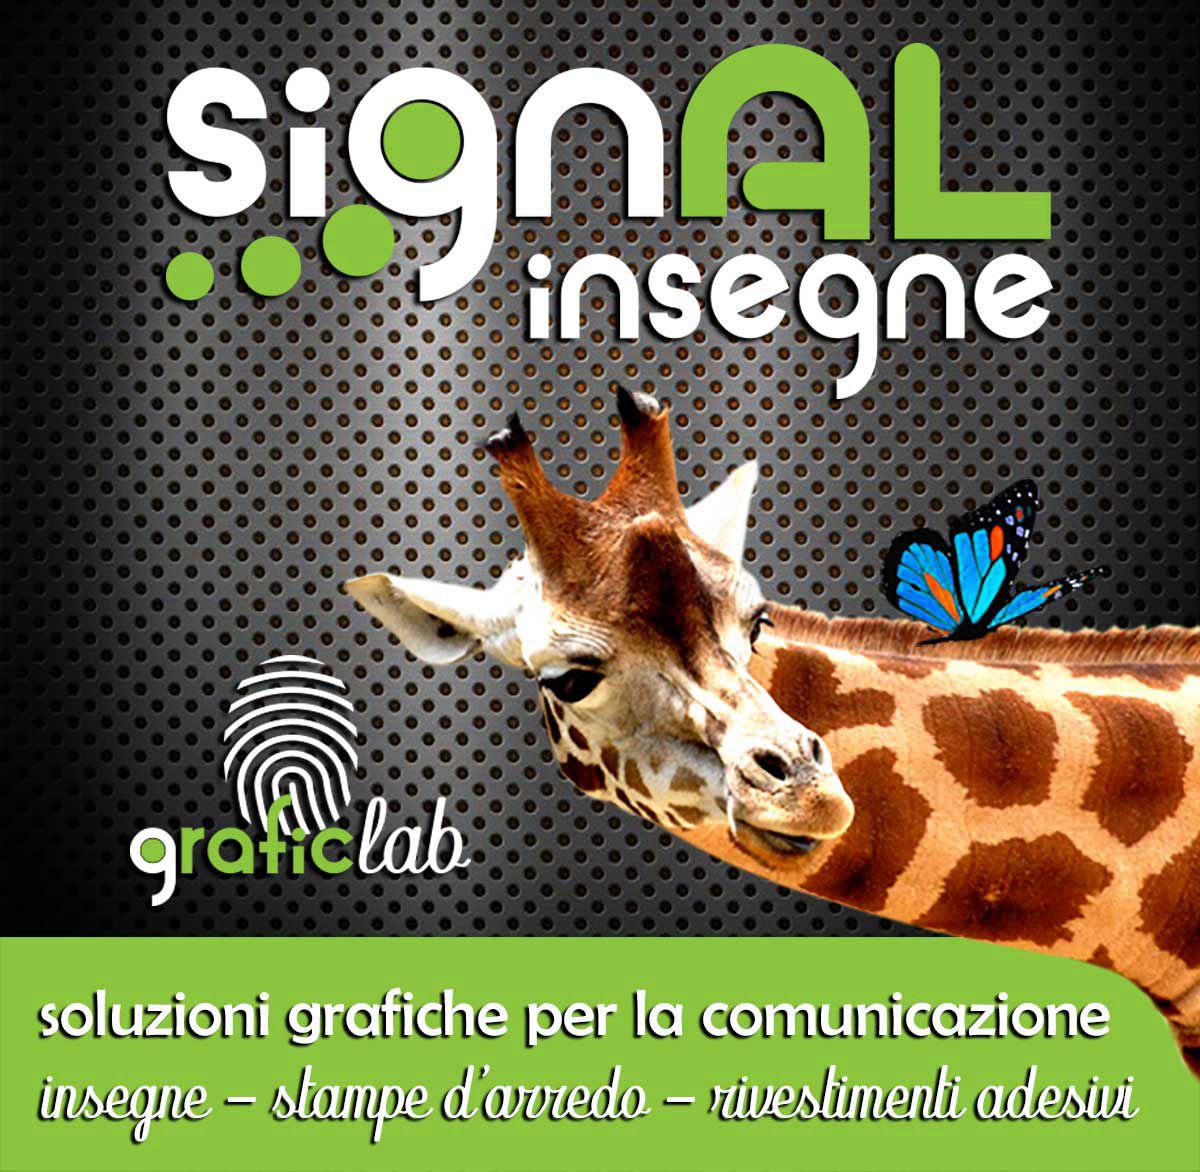 signAL
insegne
graficlab
soluzioni grafiche per la comunicazione
insegne – stampe d'arredo – rivestimenti adesivi